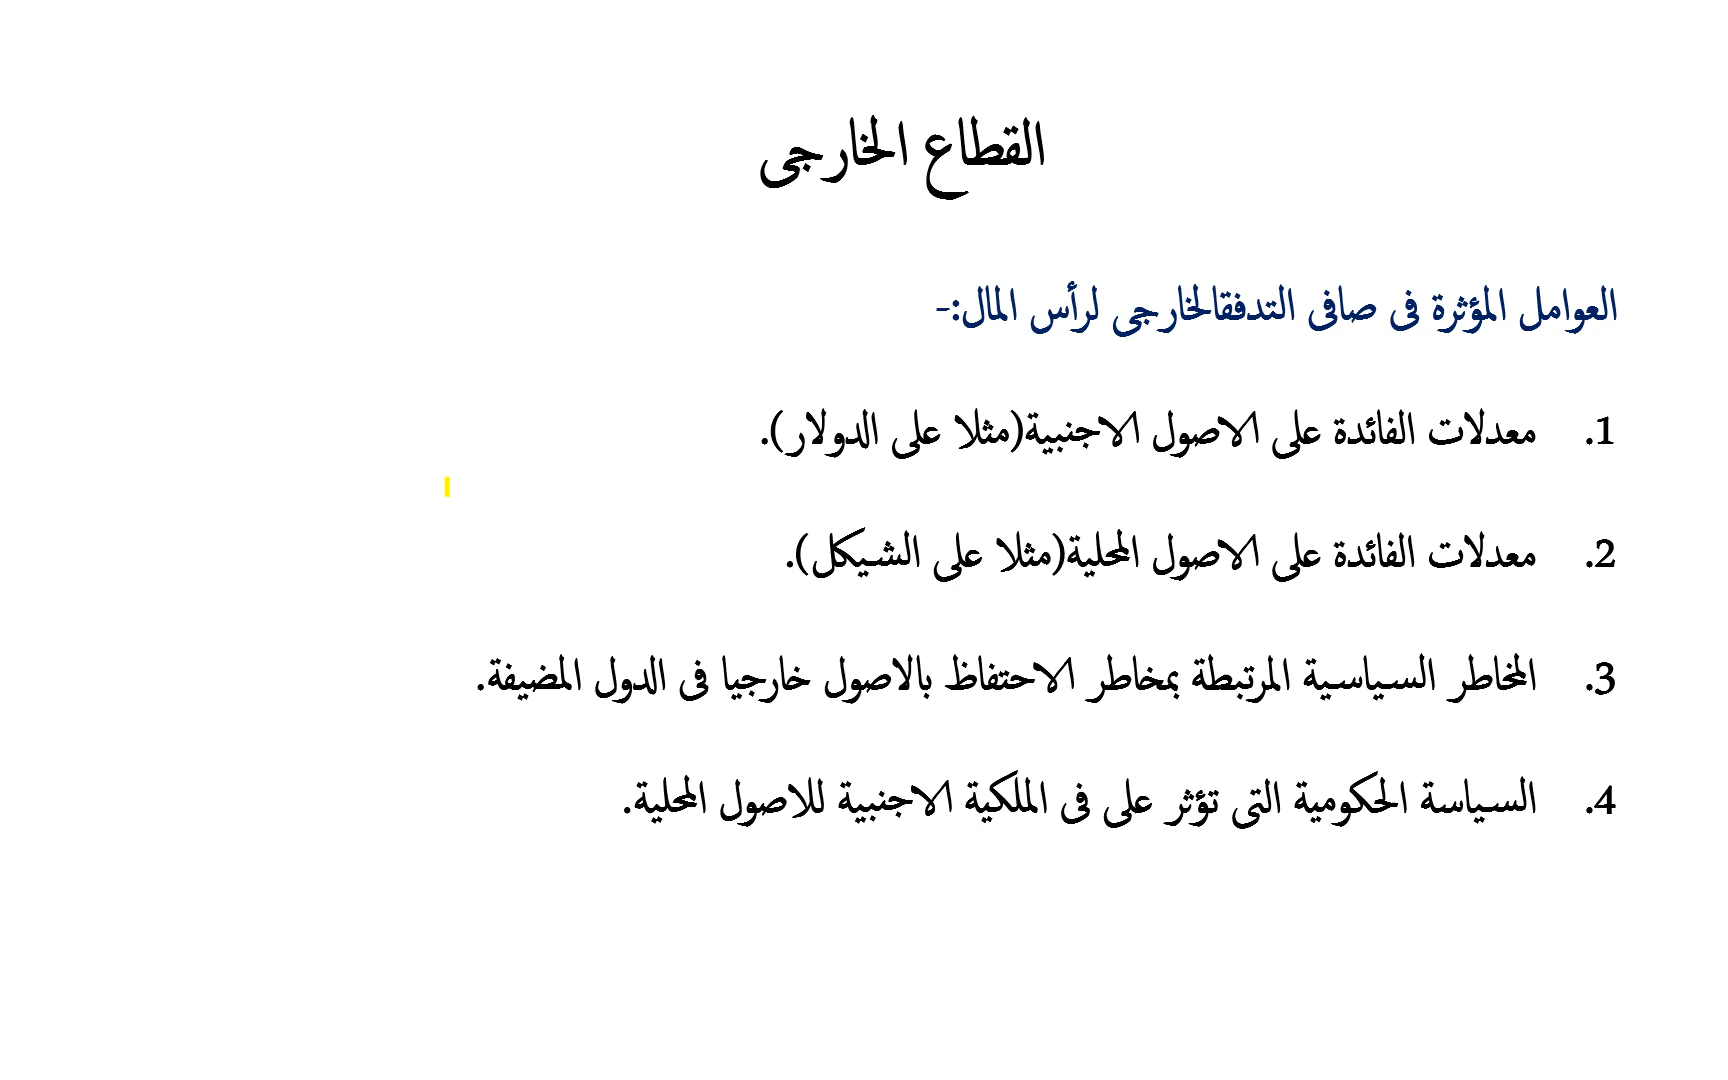 القطاع الخارجى
العوامل المؤثرة فى صافى التدفقالخارجى لرأس المال:-
1. معدلات الفائدة على الاصول الاجنبية(مثلا على الدولار).
2. معدلات الفائدة على الاصول المحلية(مثلا على الشيكل).
3. المخاطر السياسية المرتبطة بمخاطر الاحتفاظ بالاصول خارجيا فى الدول المضيفة.
4. السياسة الحكومية التى تؤثر على فى الملكية الاجنبية للاصول المحلية.